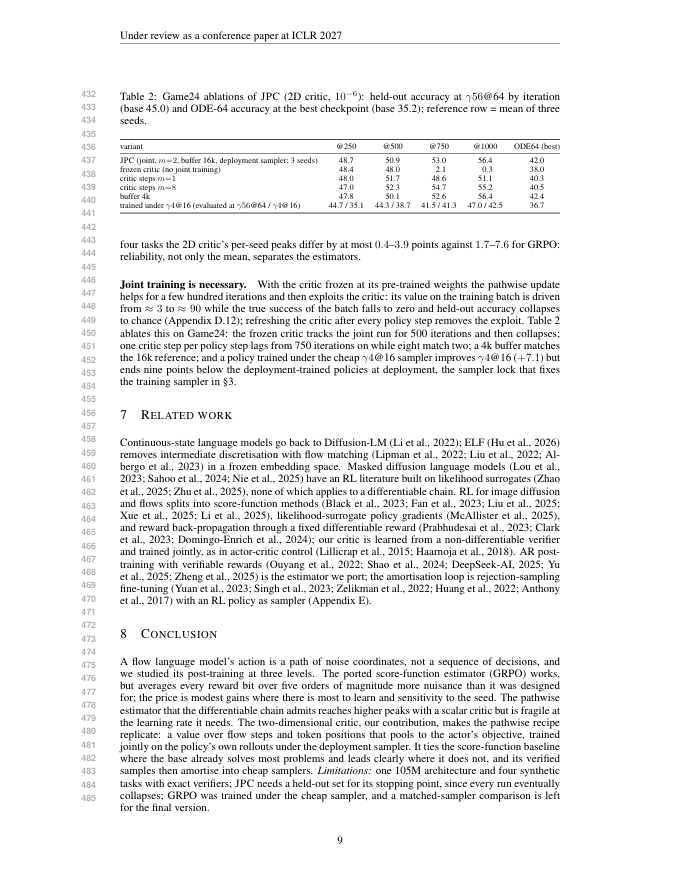 Under review as a conference paper at ICLR 2027
432 Table 2: Game24 ablations of JPC (2D critic, 10⁻⁶): held-out accuracy at γ56@64 by iteration
433 (base 45.0) and ODE-64 accuracy at the best checkpoint (base 35.2); reference row = mean of three
434 seeds.
435
436 variant @250 @500 @750 @1000 ODE64 (best)
437 JPC (joint, m=2, buffer 16k, deployment sampler; 3 seeds) 48.7 50.9 53.0 56.4 42.0
438 frozen critic (no joint training) 48.4 48.0 2.1 0.3 38.0
439 critic steps m=1 48.0 51.7 48.6 51.1 40.3
critic steps m=8 47.0 52.3 54.7 55.2 40.5
440 buffer 4k 47.8 50.1 52.6 56.4 42.4
441 trained under γ4@16 (evaluated at γ56@64 / γ4@16) 44.7 / 35.1 44.3 / 38.7 41.5 / 41.3 47.0 / 42.5 36.7
442
443 four tasks the 2D critic's per-seed peaks differ by at most 0.4–3.9 points against 1.7–7.6 for GRPO:
444 reliability, not only the mean, separates the estimators.
445
446 Joint training is necessary. With the critic frozen at its pre-trained weights the pathwise update
447 helps for a few hundred iterations and then exploits the critic: its value on the training batch is driven
448 from ≈ 3 to ≈ 90 while the true success of the batch falls to zero and held-out accuracy collapses
449 to chance (Appendix D.12); refreshing the critic after every policy step removes the exploit. Table 2
450 ablates this on Game24: the frozen critic tracks the joint run for 500 iterations and then collapses;
451 one critic step per policy step lags from 750 iterations on while eight match two; a 4k buffer matches
452 the 16k reference; and a policy trained under the cheap γ4@16 sampler improves γ4@16 (+7.1) but
453 ends nine points below the deployment-trained policies at deployment, the sampler lock that fixes
454 the training sampler in §3.
455
456 7 RELATED WORK
457
458 Continuous-state language models go back to Diffusion-LM (Li et al., 2022); ELF (Hu et al., 2026)
459 removes intermediate discretisation with flow matching (Lipman et al., 2022; Liu et al., 2022; Al-
460 bergo et al., 2023) in a frozen embedding space. Masked diffusion language models (Lou et al.,
461 2023; Sahoo et al., 2024; Nie et al., 2025) have an RL literature built on likelihood surrogates (Zhao
462 et al., 2025; Zhu et al., 2025), none of which applies to a differentiable chain. RL for image diffusion
463 and flows splits into score-function methods (Black et al., 2023; Fan et al., 2023; Liu et al., 2025;
464 Xue et al., 2025; Li et al., 2025), likelihood-surrogate policy gradients (McAllister et al., 2025),
465 and reward back-propagation through a fixed differentiable reward (Prabhudesai et al., 2023; Clark
466 et al., 2023; Domingo-Enrich et al., 2024); our critic is learned from a non-differentiable verifier
467 and trained jointly, as in actor-critic control (Lillicrap et al., 2015; Haarnoja et al., 2018). AR post-
468 training with verifiable rewards (Ouyang et al., 2022; Shao et al., 2024; DeepSeek-AI, 2025; Yu
469 et al., 2025; Zheng et al., 2025) is the estimator we port; the amortisation loop is rejection-sampling
470 fine-tuning (Yuan et al., 2023; Singh et al., 2023; Zelikman et al., 2022; Huang et al., 2022; Anthony
471 et al., 2017) with an RL policy as sampler (Appendix E).
472
473 8 CONCLUSION
474
475 A flow language model's action is a path of noise coordinates, not a sequence of decisions, and
476 we studied its post-training at three levels. The ported score-function estimator (GRPO) works,
477 but averages every reward bit over five orders of magnitude more nuisance than it was designed
478 for; the price is modest gains where there is most to learn and sensitivity to the seed. The pathwise
479 estimator that the differentiable chain admits reaches higher peaks with a scalar critic but is fragile at
480 the learning rate it needs. The two-dimensional critic, our contribution, makes the pathwise recipe
481 replicate: a value over flow steps and token positions that pools to the actor's objective, trained
jointly on the policy's own rollouts under the deployment sampler. It ties the score-function baseline
482 where the base already solves most problems and leads clearly where it does not, and its verified
483 samples then amortise into cheap samplers. Limitations: one 105M architecture and four synthetic
484 tasks with exact verifiers; JPC needs a held-out set for its stopping point, since every run eventually
485 collapses; GRPO was trained under the cheap sampler, and a matched-sampler comparison is left
for the final version.
9